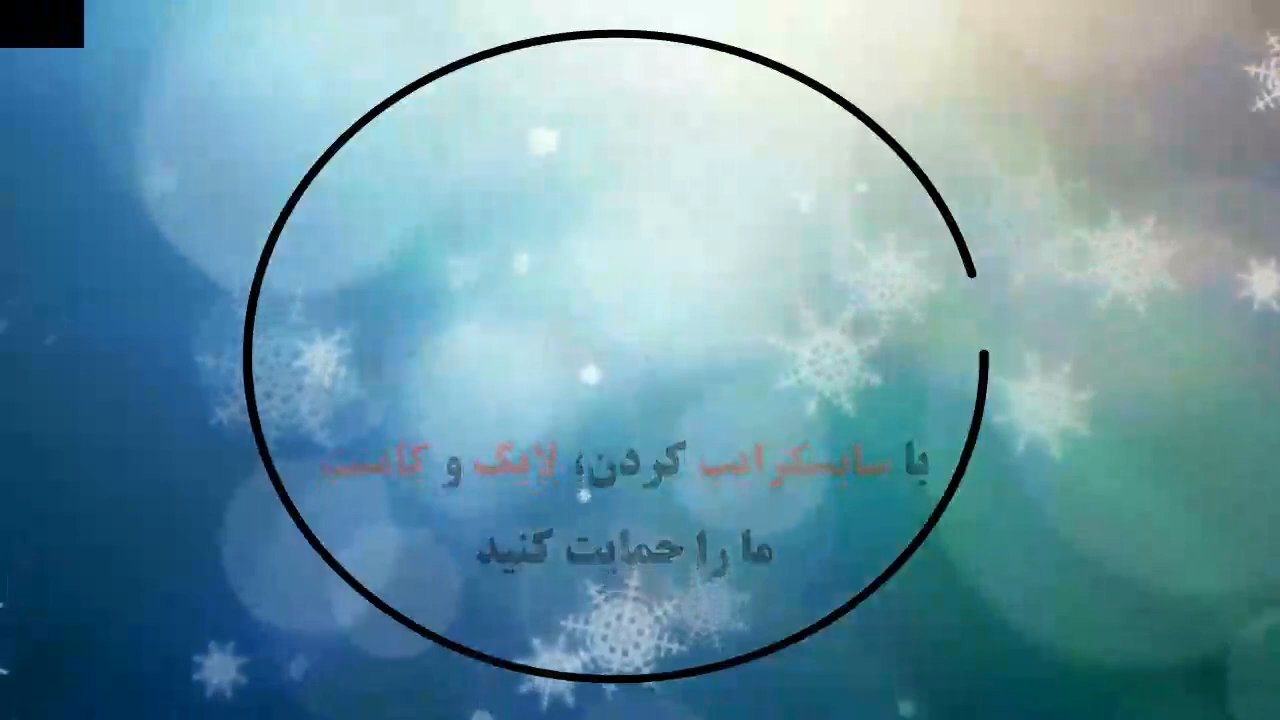 با سابسکرایب کردن؛ لایک و کامنت
ما را حمایت کنید